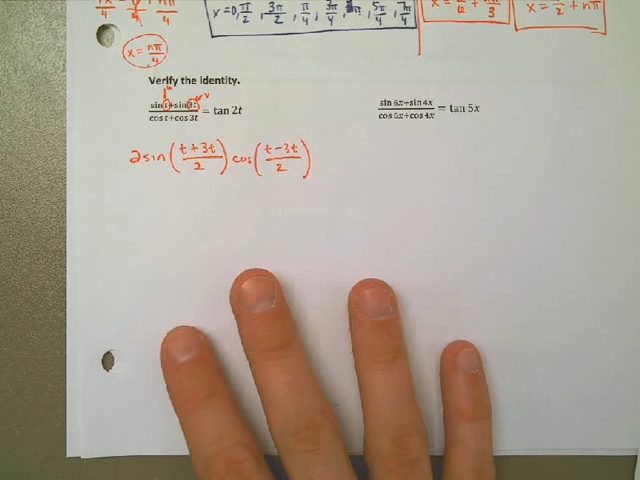 x = nπ/4
x = 0, π/2, 3π/2, π/4, 3π/4, 5π/4, 7π/4
x = π/2 + nπ
Verify the identity.
u v
sin t+sin 3t / cos t+cos 3t = tan 2t
sin 6x+sin 4x / cos 6x+cos 4x = tan 5x
2 sin (t+3t / 2) cos (t-3t / 2)